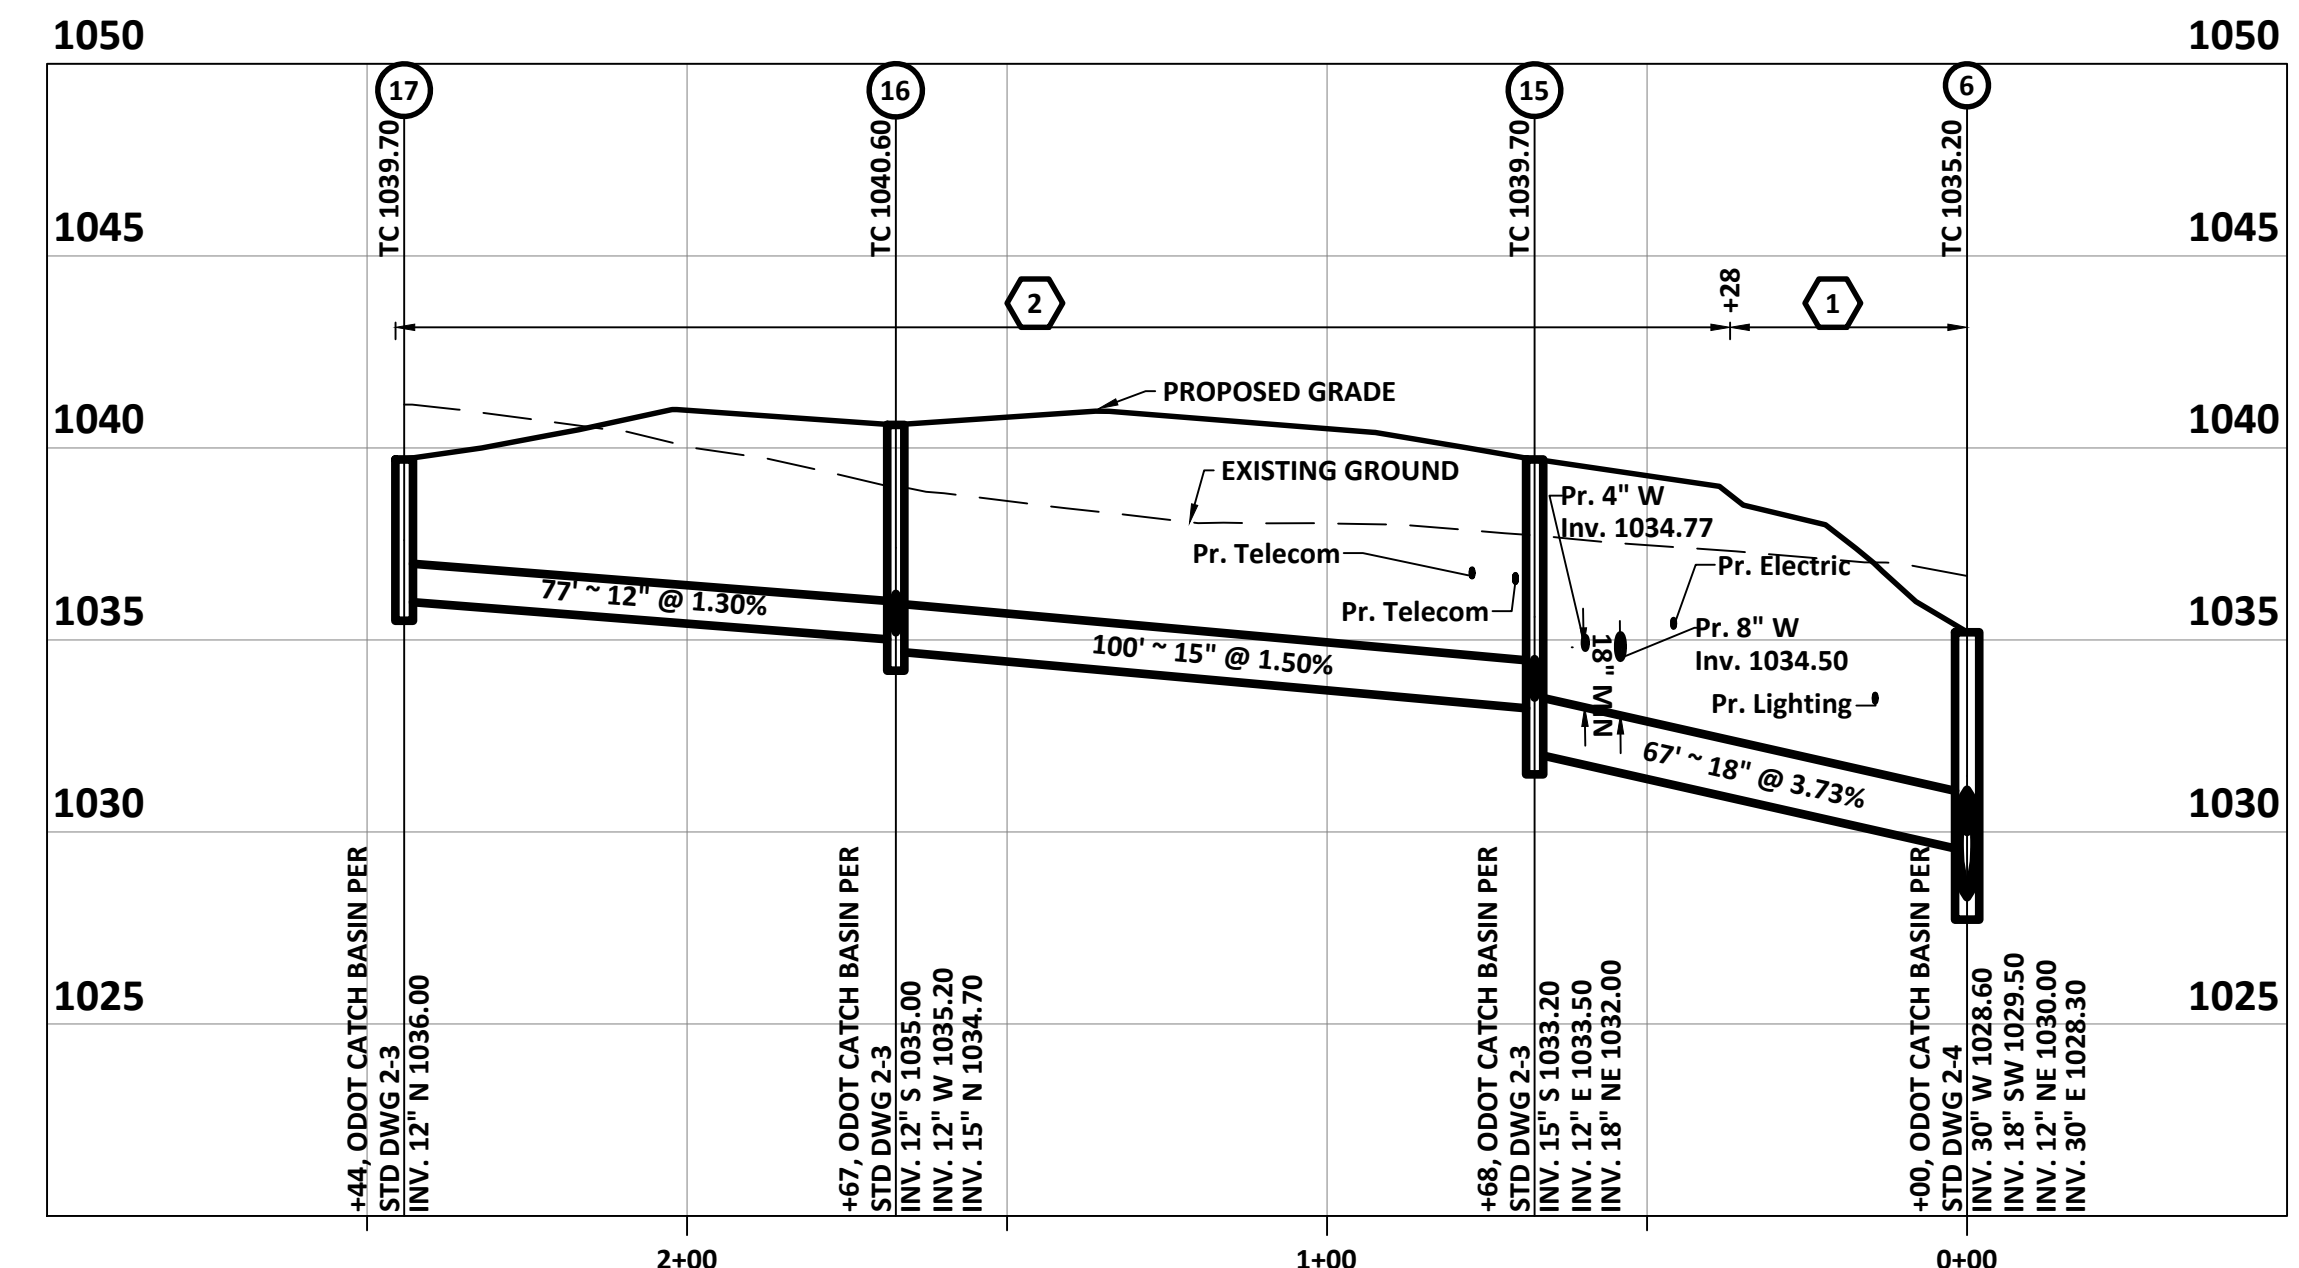 1050
1050
17
16
15
6
TC 1039.70
TC 1040.60
TC 1039.70
TC 1035.20
1045
1045
2
+28
1
PROPOSED GRADE
1040
1040
EXISTING GROUND
Pr. 4" W
Inv. 1034.77
Pr. Telecom
Pr. Electric
Pr. Telecom
77' ~ 12" @ 1.30%
1035
1035
Pr. 8" W
Inv. 1034.50
100' ~ 15" @ 1.50%
18" MIN
Pr. Lighting
67' ~ 18" @ 3.73%
1030
1030
+44, ODOT CATCH BASIN PER
STD DWG 2-3
INV. 12" N 1036.00
+67, ODOT CATCH BASIN PER
STD DWG 2-3
INV. 12" S 1035.00
INV. 12" W 1035.20
INV. 15" N 1034.70
+68, ODOT CATCH BASIN PER
STD DWG 2-3
INV. 15" S 1033.20
INV. 12" E 1033.50
INV. 18" NE 1032.00
+00, ODOT CATCH BASIN PER
STD DWG 2-4
INV. 30" W 1028.60
INV. 18" SW 1029.50
INV. 12" NE 1030.00
INV. 30" E 1028.30
1025
1025
2+00
1+00
0+00